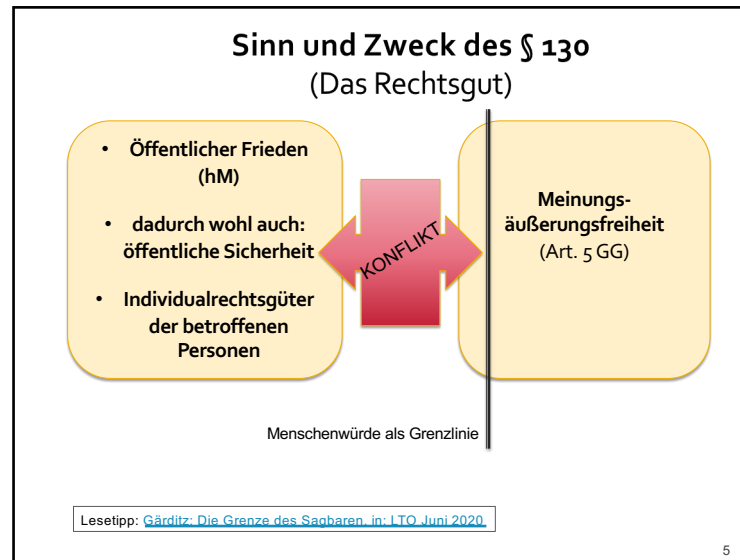 Sinn und Zweck des § 130
(Das Rechtsgut)
• Öffentlicher Frieden
(hM)
• dadurch wohl auch:
öffentliche Sicherheit
• Individualrechtsgüter
der betroffenen
Personen
KONFLIKT
Meinungs-
äußerungsfreiheit
(Art. 5 GG)
Menschenwürde als Grenzlinie
Lesetipp: Gärditz: Die Grenze des Sagbaren, in: LTO Juni 2020
5